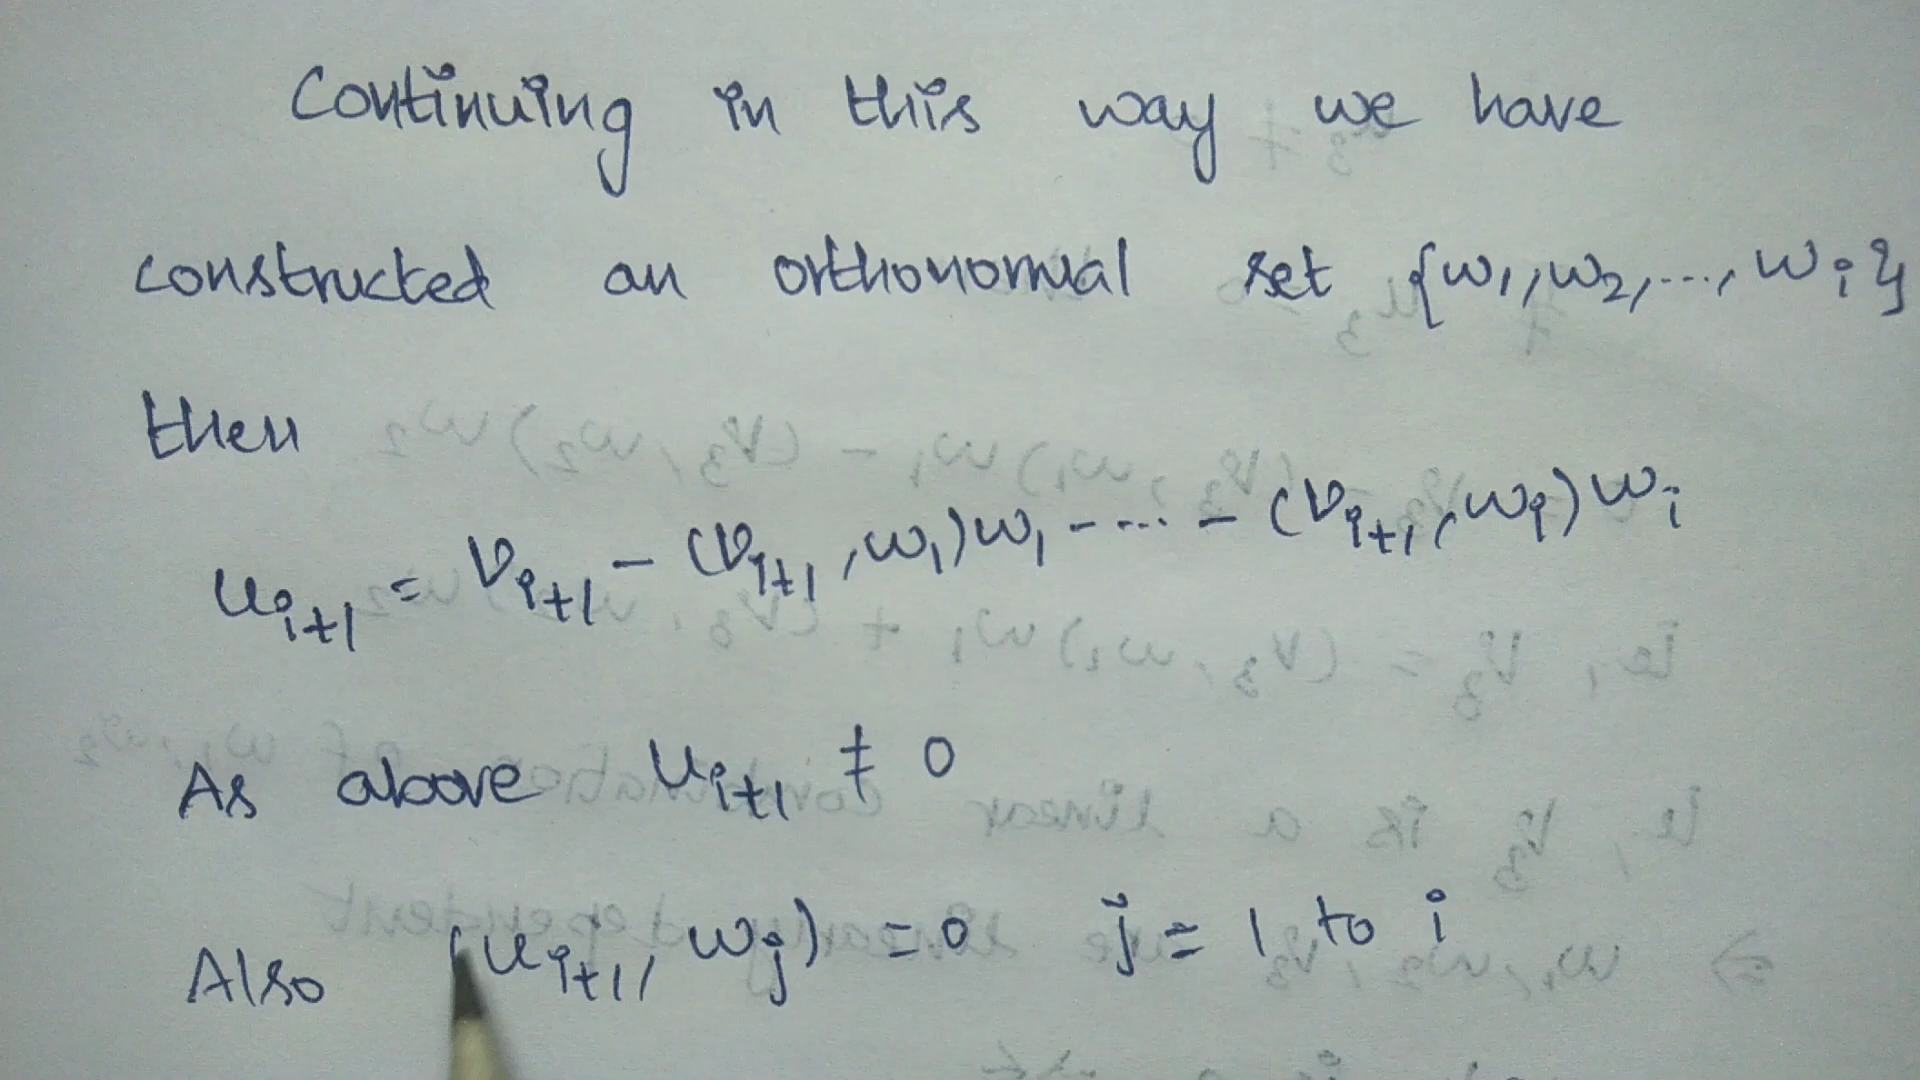 Continuing in this way we have
constructed an orthonormal set {w1, w2, ..., wi}
then
ui+1 = vi+1 - (vi+1, w1)w1 - ... - (vi+1, wi)wi
As above ui+1 ≠ 0
Also (ui+1, wj) = 0 j = 1 to i